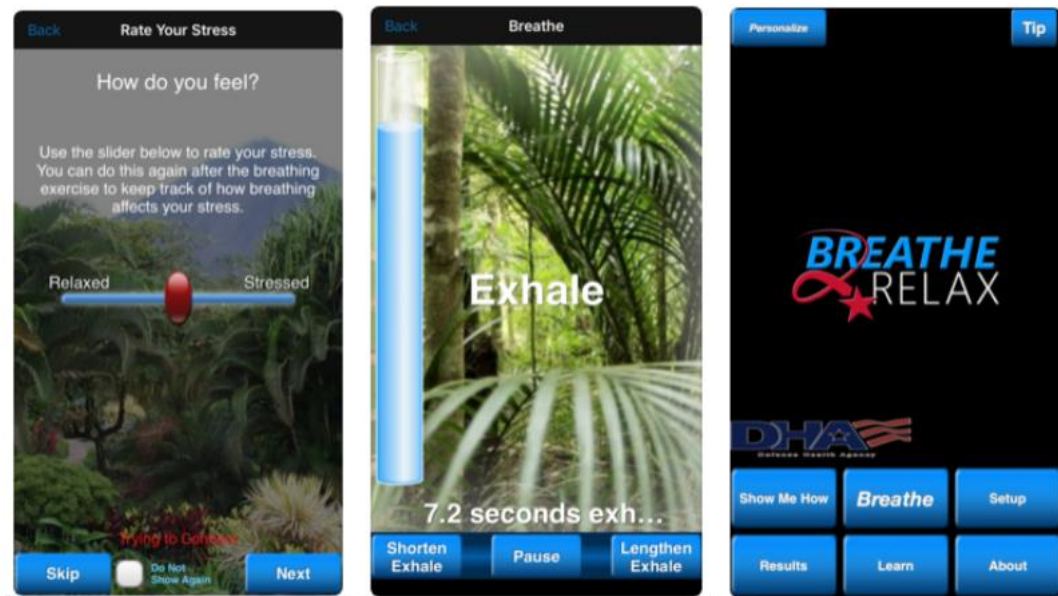 Back
Rate Your Stress
How do you feel?
Use the slider below to rate your stress.
You can do this again after the breathing
exercise to keep track of how breathing
affects your stress.
Relaxed
Stressed
Trying to
Skip
Do Not
Show Again
Next
Back
Breathe
Exhale
7.2 seconds exh...
Shorten
Exhale
Pause
Lengthen
Exhale
Personalize
Tip
BREATHE
2 RELAX
DHA
Defense Health Agency
Show Me How
Breathe
Setup
Results
Learn
About